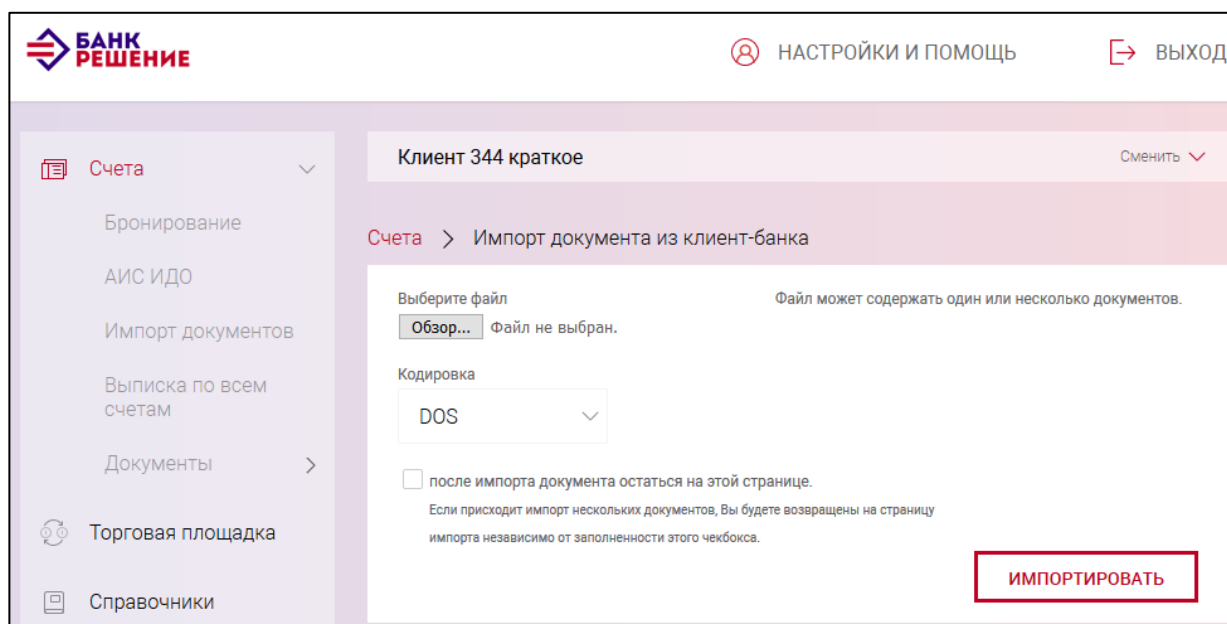 БАНК
РЕШЕНИЕ
НАСТРОЙКИ И ПОМОЩЬ
ВЫХОД
Счета
Бронирование
АИС ИДО
Импорт документов
Выписка по всем
счетам
Документы
Торговая площадка
Справочники
Клиент 344 краткое
Сменить
Счета > Импорт документа из клиент-банка
Выберите файл
Файл может содержать один или несколько документов.
Обзор... Файл не выбран.
Кодировка
DOS
после импорта документа остаться на этой странице.
Если присходит импорт нескольких документов, Вы будете возвращены на страницу
импорта независимо от заполненности этого чекбокса.
ИМПОРТИРОВАТЬ